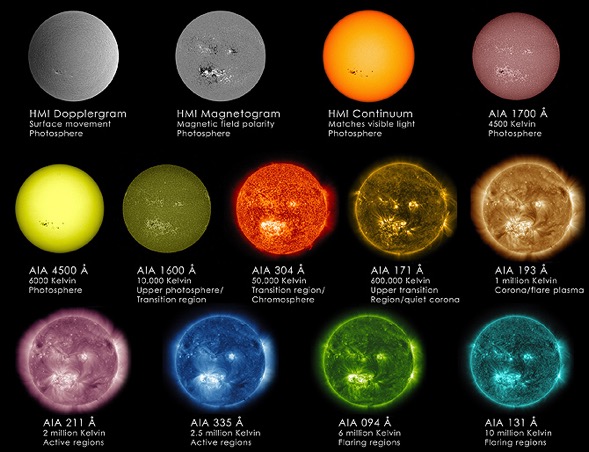 HMI Dopplergram
Surface movement
Photosphere
HMI Magnetogram
Magnetic field polarity
Photosphere
HMI Continuum
Matches visible light
Photosphere
AIA 1700 Å
4500 Kelvin
Photosphere
AIA 4500 Å
6000 Kelvin
Photosphere
AIA 1600 Å
10,000 Kelvin
Upper photosphere/
Transition region
AIA 304 Å
50,000 Kelvin
Transition region/
Chromosphere
AIA 171 Å
600,000 Kelvin
Upper transition
Region/quiet corona
AIA 193 Å
1 million Kelvin
Corona/flare plasma
AIA 211 Å
2 million Kelvin
Active regions
AIA 335 Å
2.5 million Kelvin
Active regions
AIA 094 Å
6 million Kelvin
Flaring regions
AIA 131 Å
10 million Kelvin
Flaring regions